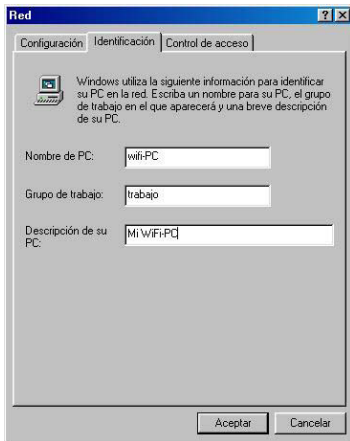 Red
Configuración Identificación Control de acceso
Windows utiliza la siguiente información para identificar
su PC en la red. Escriba un nombre para su PC, el grupo
de trabajo en el que aparecerá y una breve descripción
de su PC.
Nombre de PC: wifi-PC
Grupo de trabajo: trabajo
Descripción de su PC: Mi WiFi-PC
Aceptar Cancelar